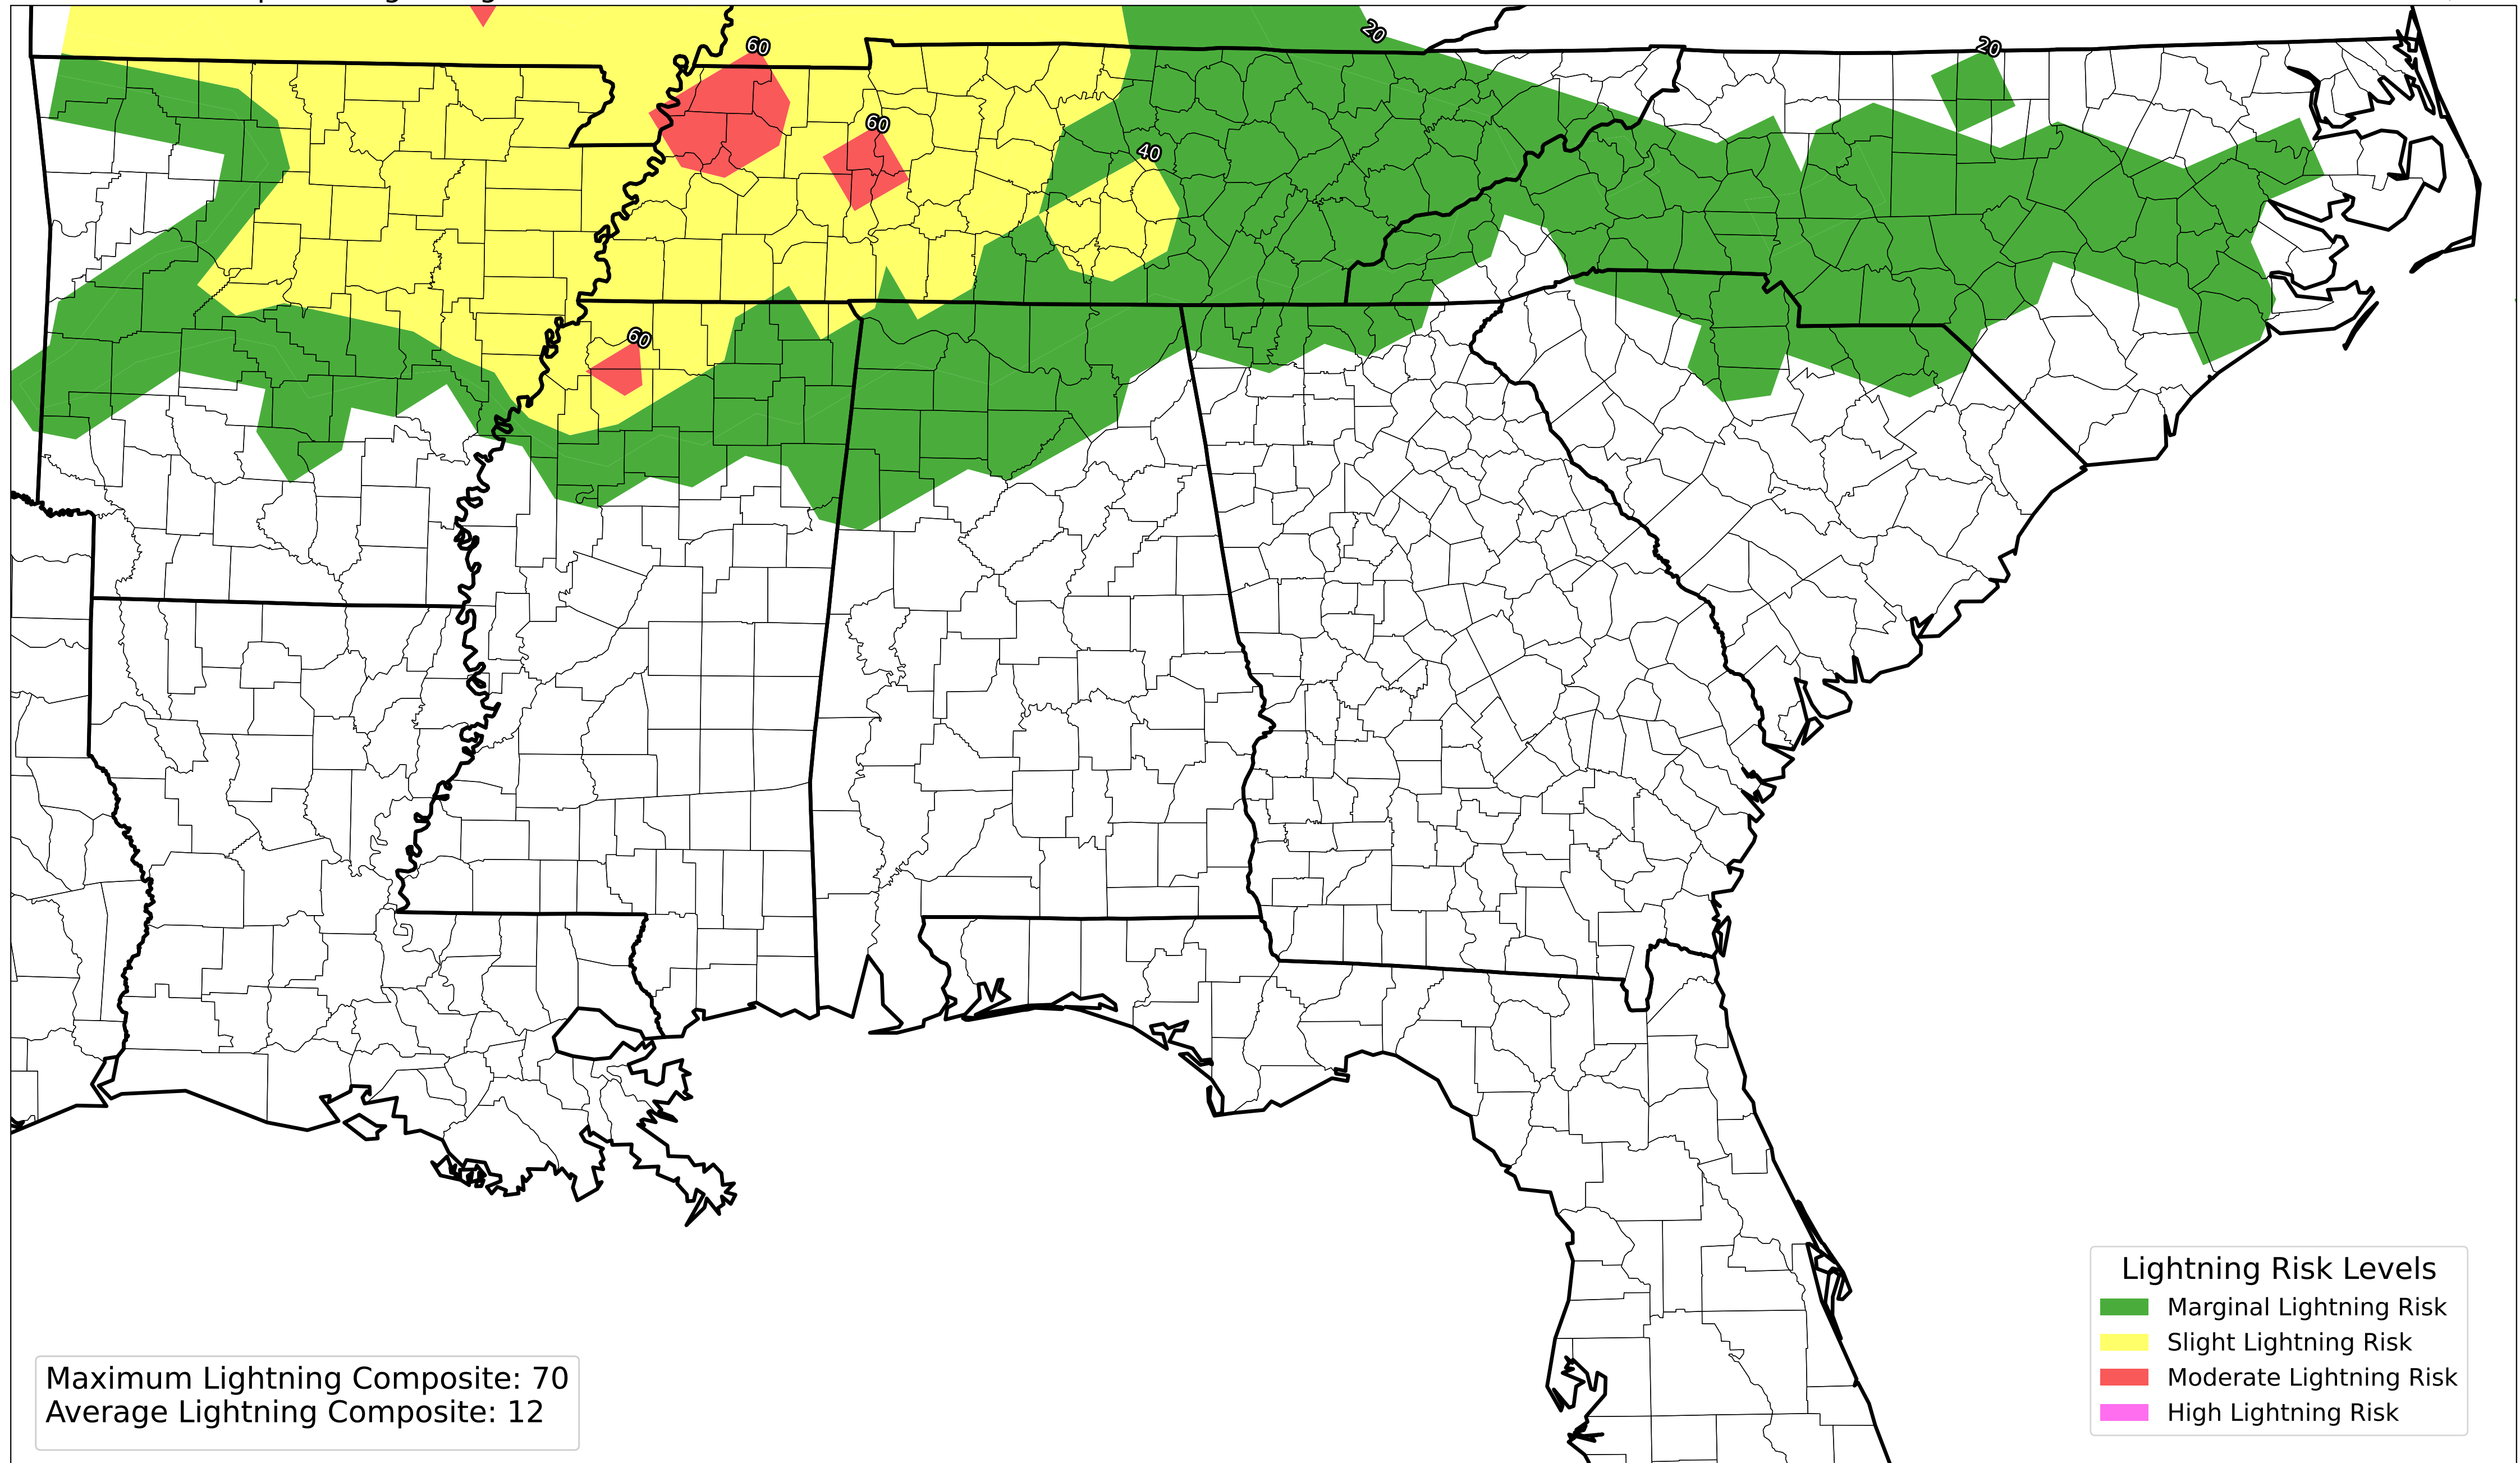 20
20
60
60
40
60
Lightning Risk Levels
Marginal Lightning Risk
Slight Lightning Risk
Moderate Lightning Risk
High Lightning Risk
Maximum Lightning Composite: 70
Average Lightning Composite: 12